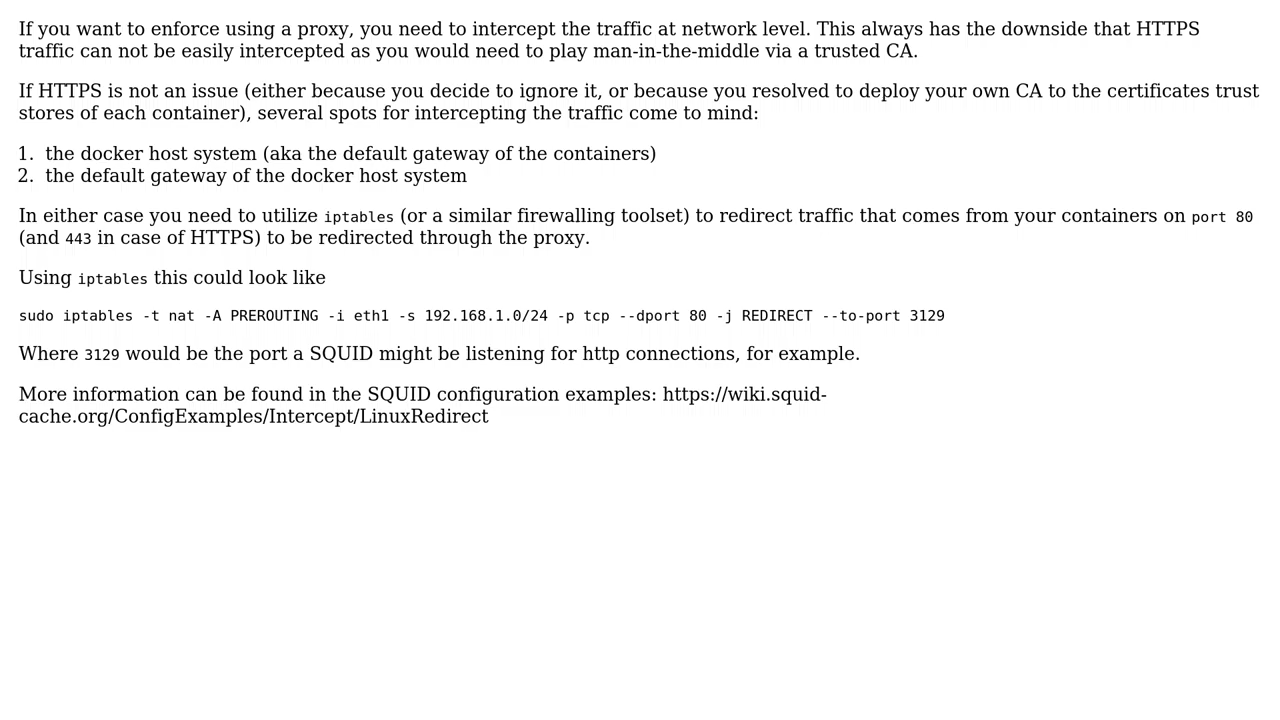 If you want to enforce using a proxy, you need to intercept the traffic at network level. This always has the downside that HTTPS
traffic can not be easily intercepted as you would need to play man-in-the-middle via a trusted CA.
If HTTPS is not an issue (either because you decide to ignore it, or because you resolved to deploy your own CA to the certificates trust
stores of each container), several spots for intercepting the traffic come to mind:
1. the docker host system (aka the default gateway of the containers)
2. the default gateway of the docker host system
In either case you need to utilize iptables (or a similar firewalling toolset) to redirect traffic that comes from your containers on port 80
(and 443 in case of HTTPS) to be redirected through the proxy.
Using iptables this could look like
sudo iptables -t nat -A PREROUTING -i eth1 -s 192.168.1.0/24 -p tcp --dport 80 -j REDIRECT --to-port 3129
Where 3129 would be the port a SQUID might be listening for http connections, for example.
More information can be found in the SQUID configuration examples: https://wiki.squid-
cache.org/ConfigExamples/Intercept/LinuxRedirect